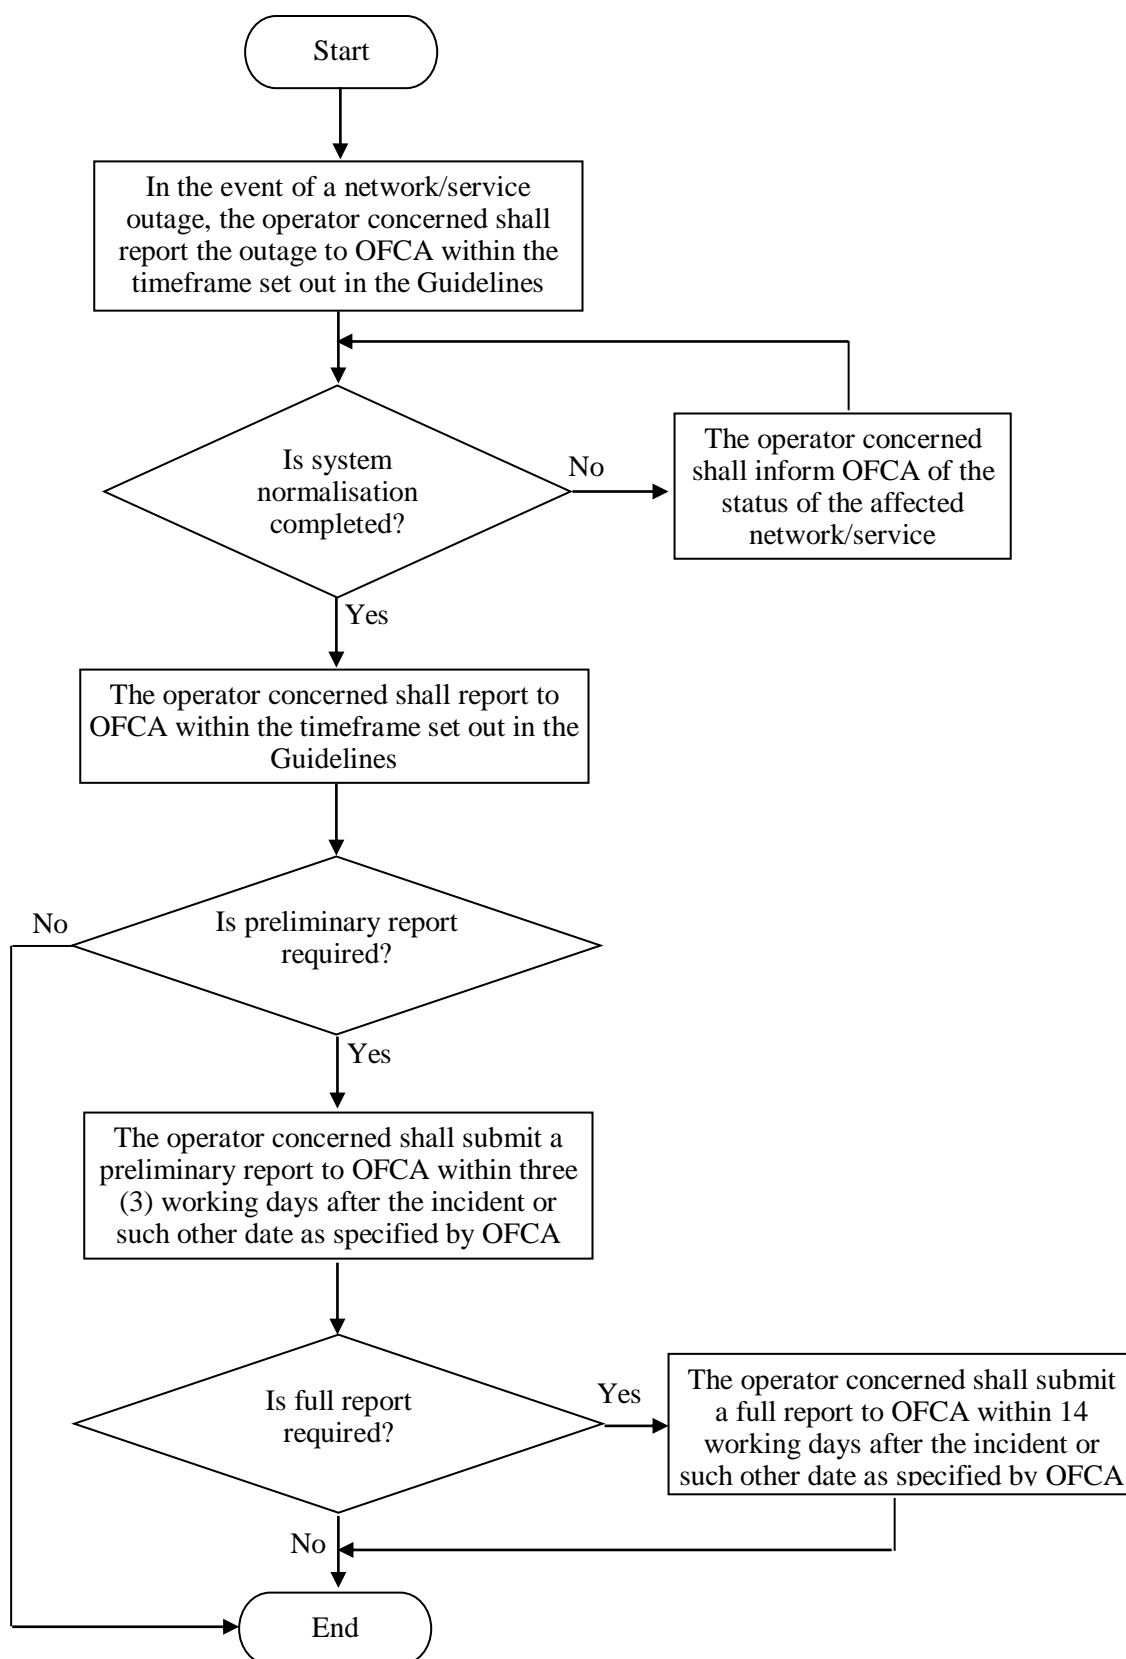 Start
In the event of a network/service
outage, the operator concerned shall
report the outage to OFCA within the
timeframe set out in the Guidelines
Is system
normalisation
completed?
No
The operator concerned
shall inform OFCA of the
status of the affected
network/service
Yes
The operator concerned shall report to
OFCA within the timeframe set out in the
Guidelines
No
Is preliminary report
required?
Yes
The operator concerned shall submit a
preliminary report to OFCA within three
(3) working days after the incident or
such other date as specified by OFCA
Is full report
required?
Yes
The operator concerned shall submit
a full report to OFCA within 14
working days after the incident or
such other date as specified by OFCA
No
End